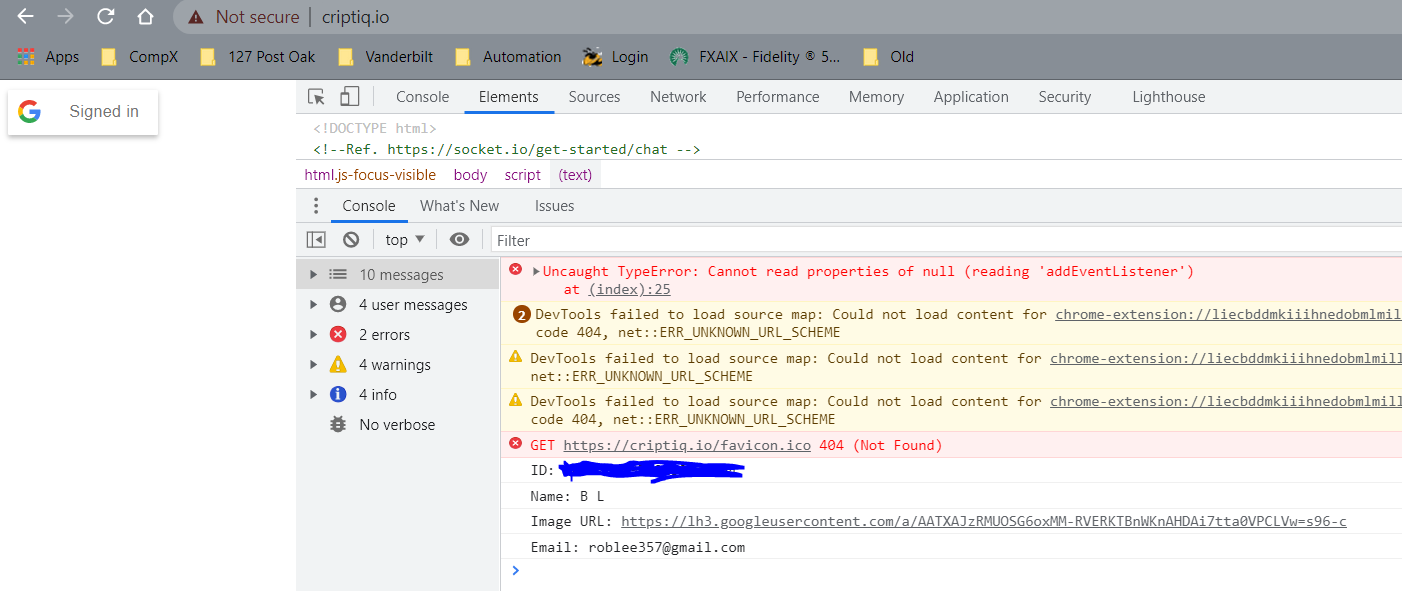 Not secure | criptiq.io
Apps CompX 127 Post Oak Vanderbilt Automation Login FXAIX - Fidelity ® 5... Old
Signed in
Console Elements Sources Network Performance Memory Application Security Lighthouse
<!DOCTYPE html>
<!--Ref. https://socket.io/get-started/chat -->
html.js-focus-visible body script (text)
Console What's New Issues
top Filter
10 messages
4 user messages
2 errors
4 warnings
4 info
No verbose
Uncaught TypeError: Cannot read properties of null (reading 'addEventListener')
at (index):25
2 DevTools failed to load source map: Could not load content for chrome-extension://liecbddmkiiihnedobmlmill
code 404, net::ERR_UNKNOWN_URL_SCHEME
DevTools failed to load source map: Could not load content for chrome-extension://liecbddmkiiihnedobmlmill
net::ERR_UNKNOWN_URL_SCHEME
DevTools failed to load source map: Could not load content for chrome-extension://liecbddmkiiihnedobmlmill
code 404, net::ERR_UNKNOWN_URL_SCHEME
GET https://criptiq.io/favicon.ico 404 (Not Found)
ID:
Name: B L
Image URL: https://lh3.googleusercontent.com/a/AATXAJzRMUOSG6oxMM-RVERKTBnWKnAHDAi7tta0VPCLVw=s96-c
Email: roblee357@gmail.com